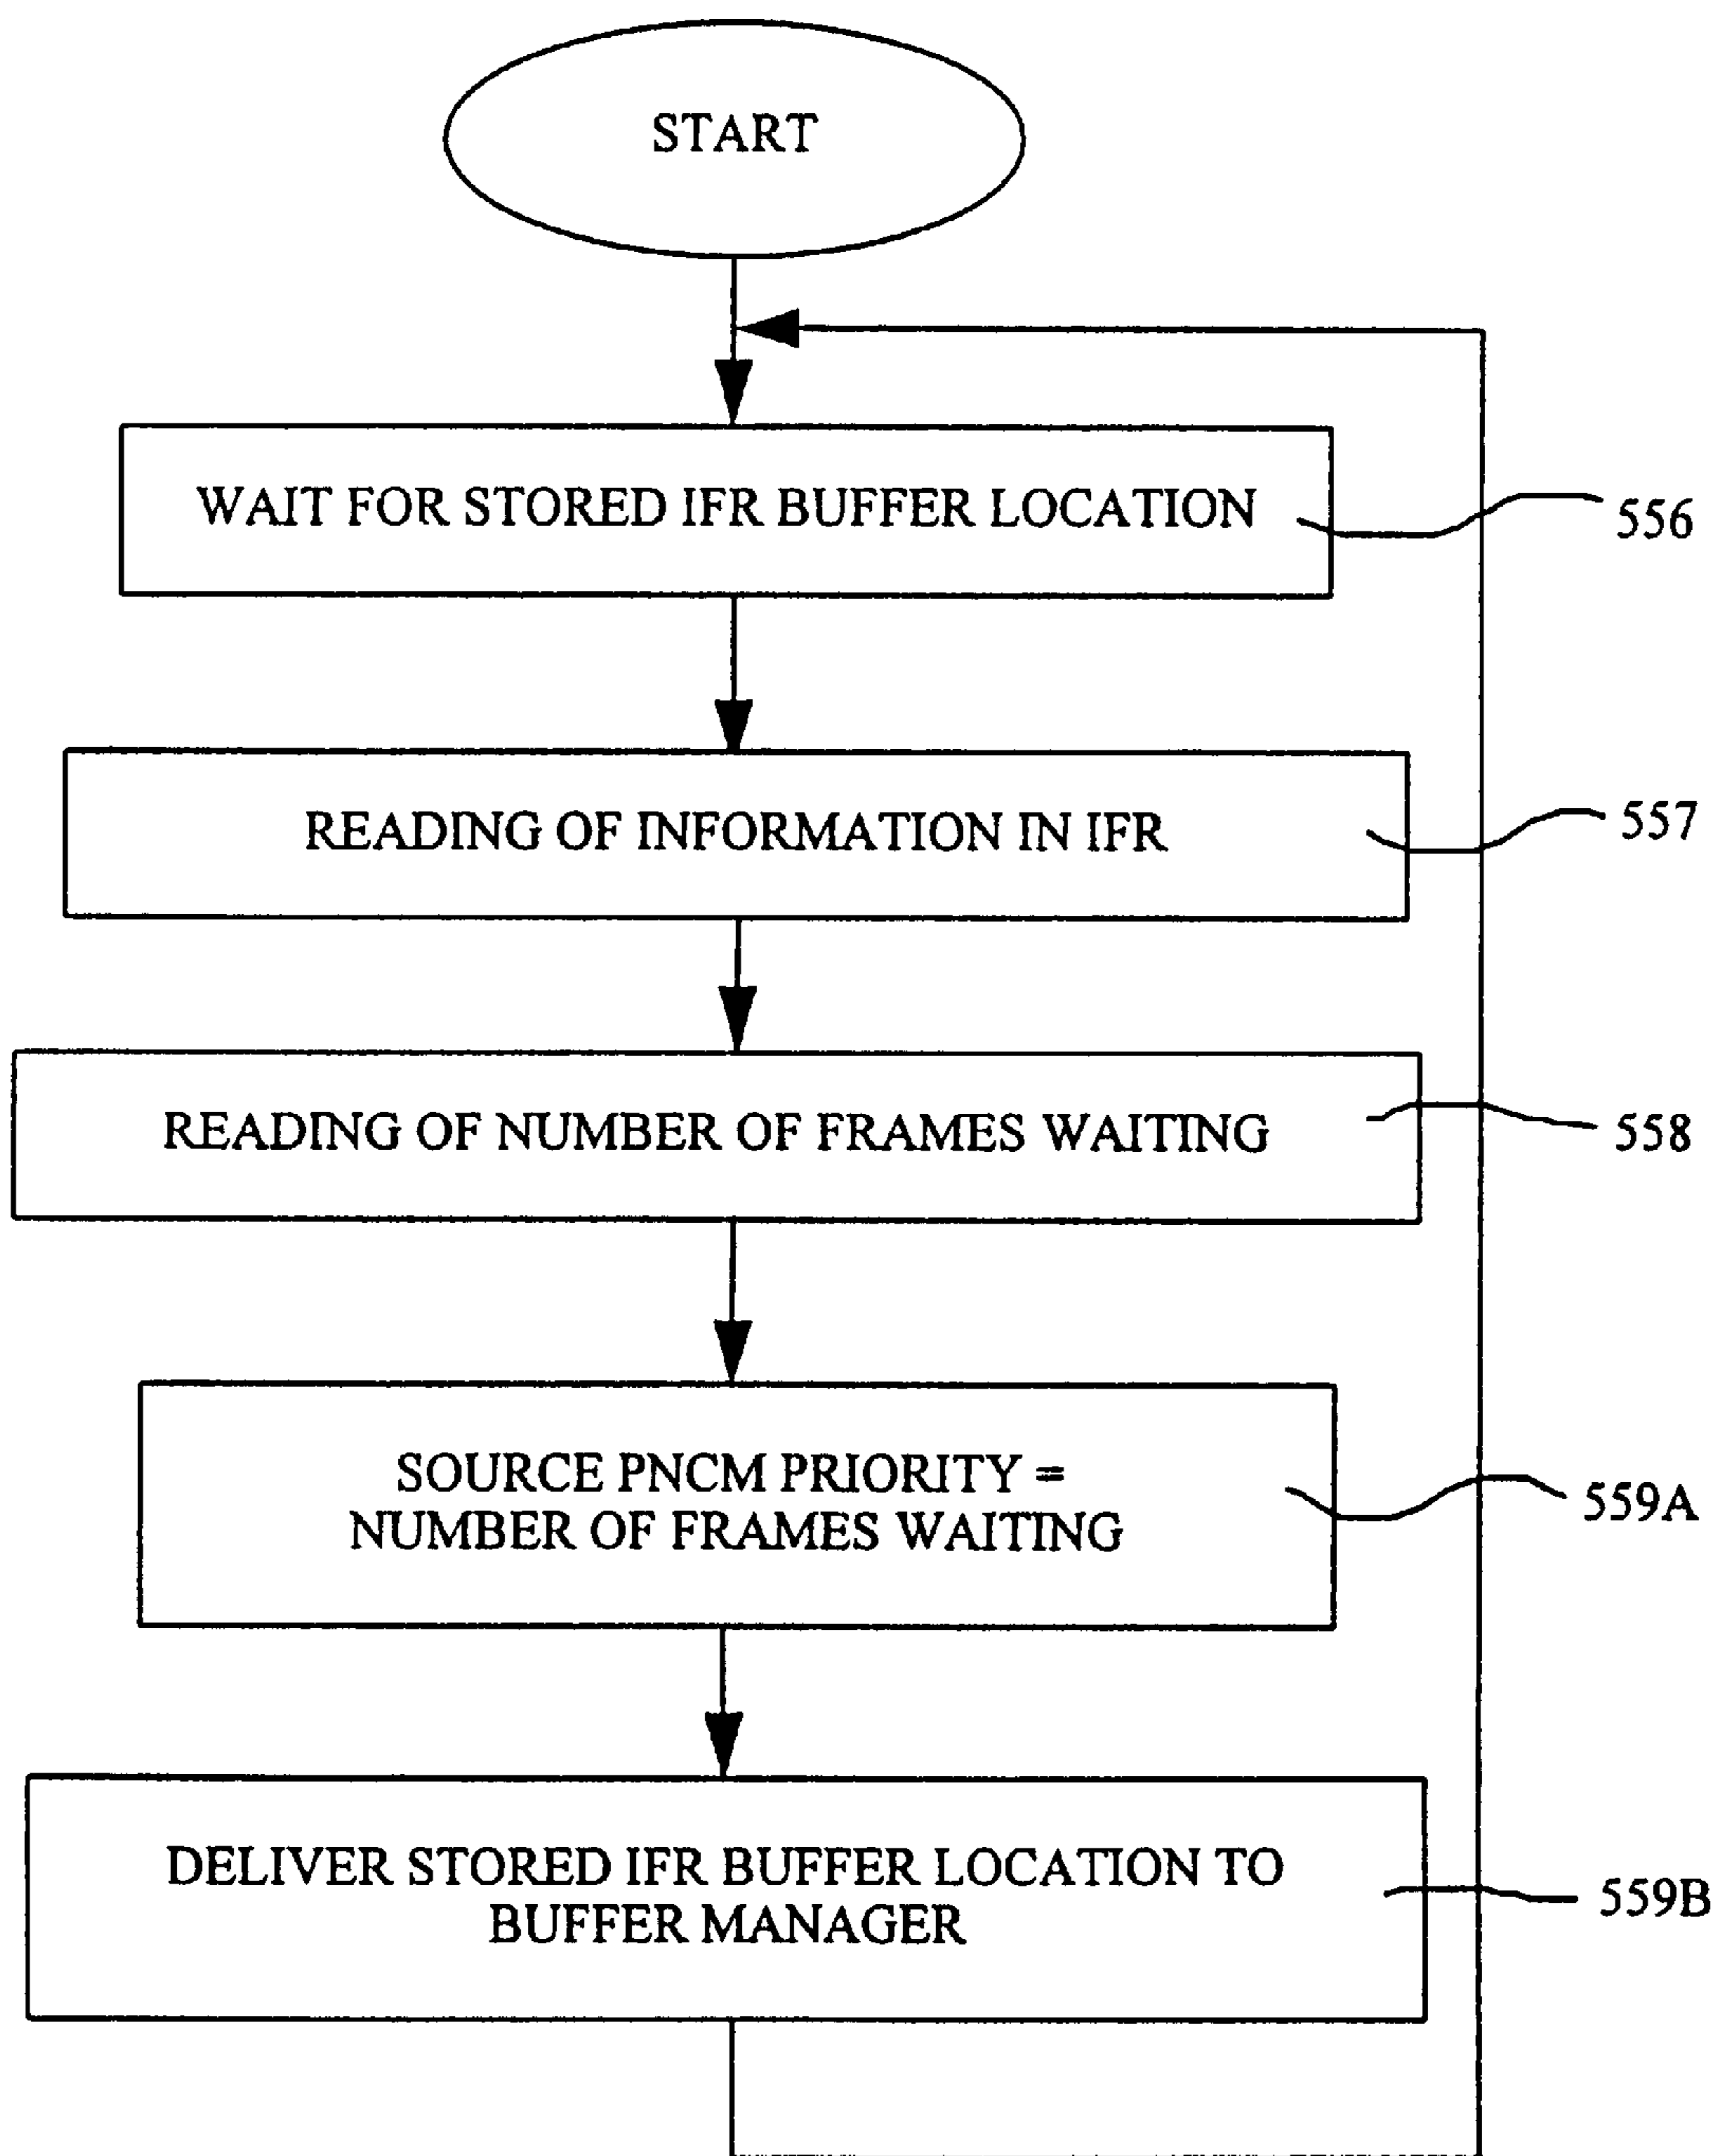 START
WAIT FOR STORED IFR BUFFER LOCATION
556
READING OF INFORMATION IN IFR
557
READING OF NUMBER OF FRAMES WAITING
558
SOURCE PNCM PRIORITY =
NUMBER OF FRAMES WAITING
559A
DELIVER STORED IFR BUFFER LOCATION TO
BUFFER MANAGER
559B